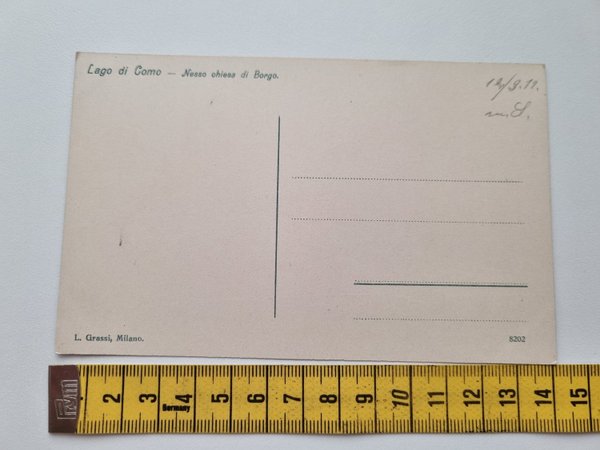 Lago di Como — Nesso chiesa di Borgo.
12/9.11.
m.S.
L. Grassi, Milano.
8202
2 3 4 5 6 7 8 9 10 11 12 13 14 15
Germany